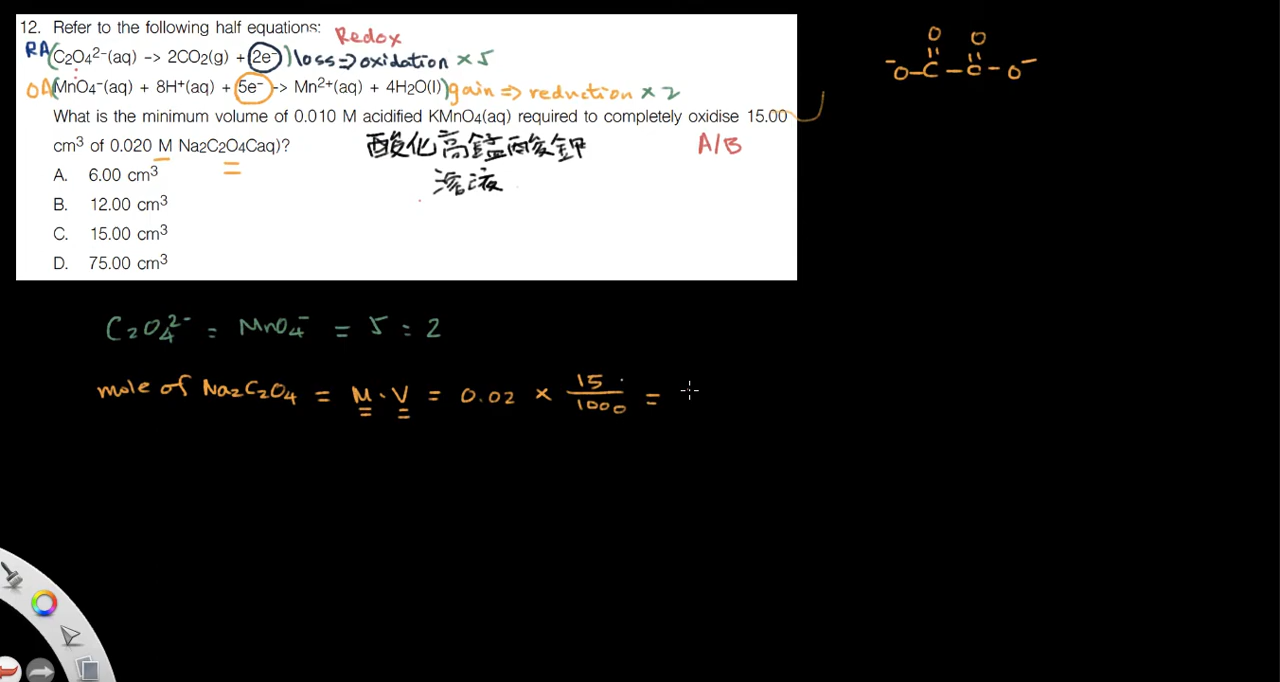 12. Refer to the following half equations: Redox
RA (C2O4²⁻(aq) -> 2CO2(g) + 2e⁻) loss => oxidation × 5
OA (MnO4⁻(aq) + 8H⁺(aq) + 5e⁻ -> Mn²⁺(aq) + 4H2O(l)) gain => reduction × 2
What is the minimum volume of 0.010 M acidified KMnO4(aq) required to completely oxidise 15.00
cm³ of 0.020 M Na2C2O4Caq)?
酸化高錳酸鉀
溶液
A/B
A. 6.00 cm³
B. 12.00 cm³
C. 15.00 cm³
D. 75.00 cm³
O O
⁻O-C-C-O⁻
C2O4²⁻ = MnO4⁻ = 5 : 2
mole of Na2C2O4 = M · V = 0.02 × 15/1000 =